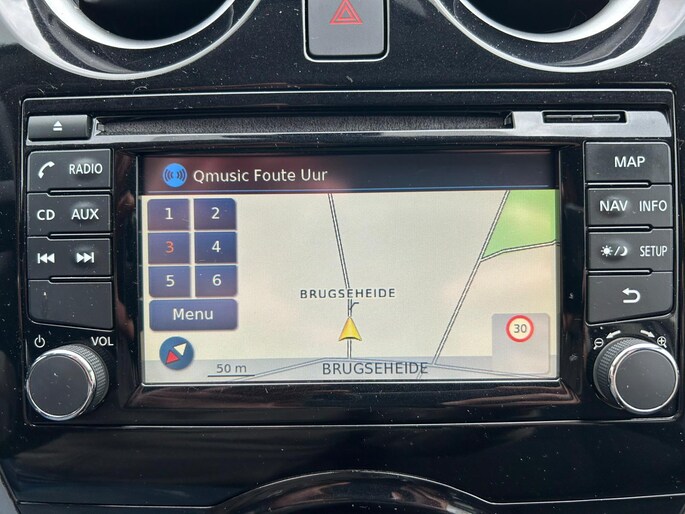 RADIO
CD AUX
VOL
Qmusic Foute Uur
1 2
3 4
5 6
Menu
BRUGSEHEIDE
30
50 m
BRUGSEHEIDE
MAP
NAV INFO
SETUP